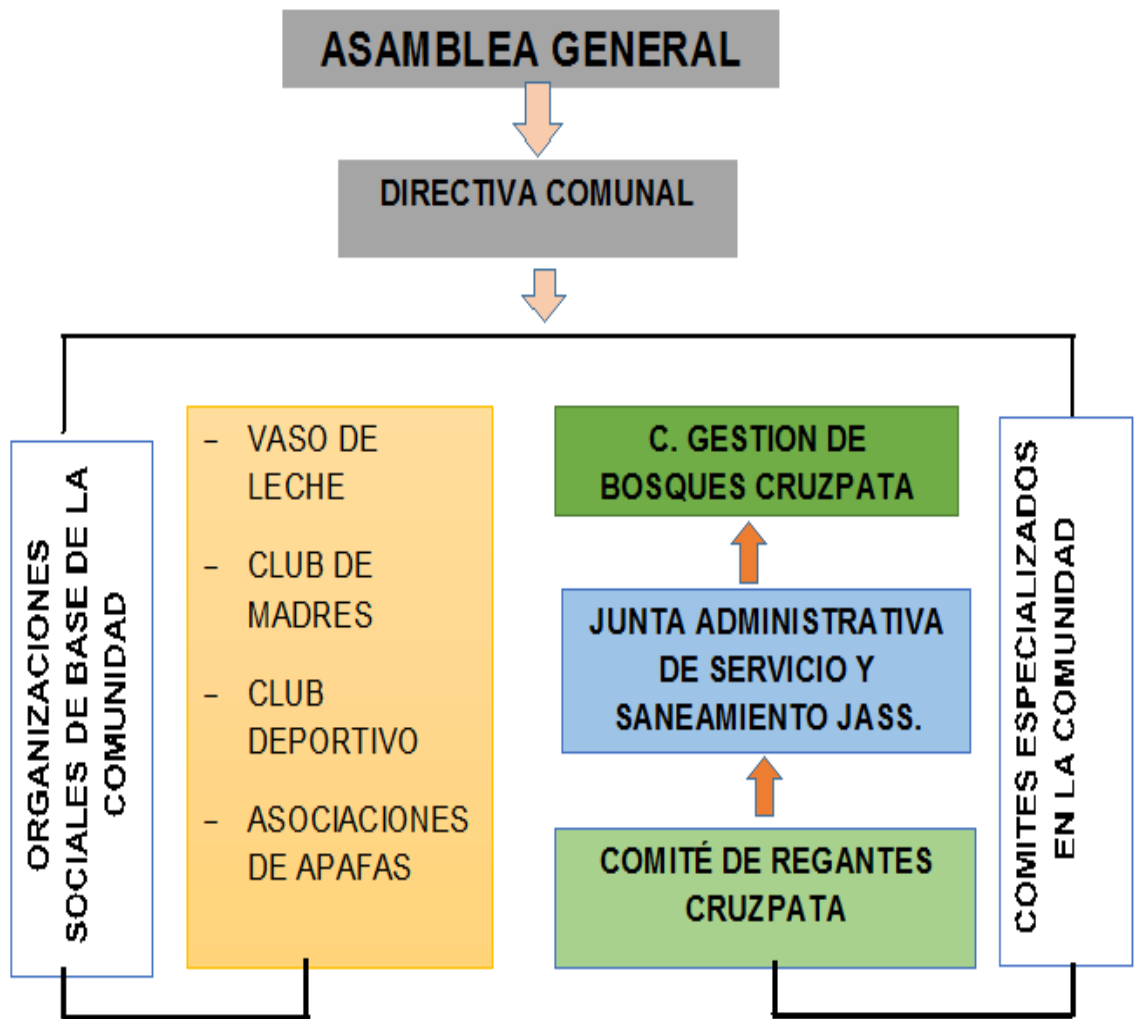 ASAMBLEA GENERAL
DIRECTIVA COMUNAL
ORGANIZACIONES
SOCIALES DE BASE DE LA
COMUNIDAD
- VASO DE
LECHE
- CLUB DE
MADRES
- CLUB
DEPORTIVO
- ASOCIACIONES
DE APAFAS
C. GESTION DE
BOSQUES CRUZPATA
JUNTA ADMINISTRATIVA
DE SERVICIO Y
SANEAMIENTO JASS.
COMITÉ DE REGANTES
CRUZPATA
COMITES ESPECIALIZADOS
EN LA COMUNIDAD